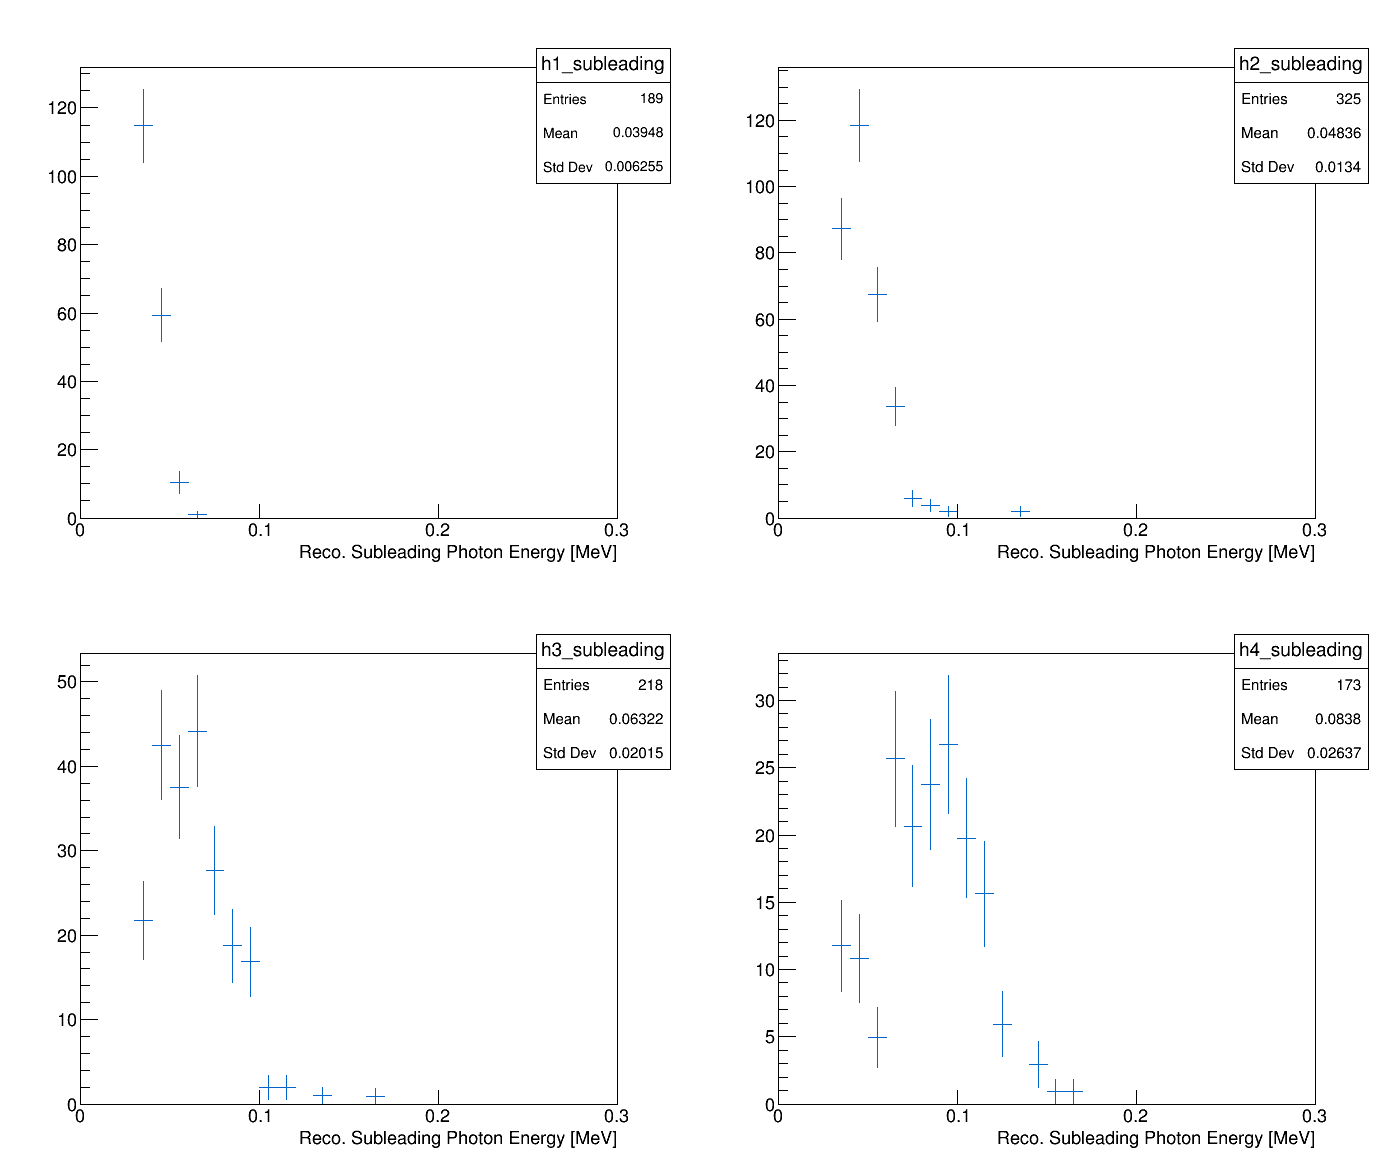 h1_subleading
Entries 189
Mean 0.03948
Std Dev 0.006255
120
100
80
60
40
20
0
0 0.1 0.2 0.3
Reco. Subleading Photon Energy [MeV]
h2_subleading
Entries 325
Mean 0.04836
Std Dev 0.0134
120
100
80
60
40
20
0
0 0.1 0.2 0.3
Reco. Subleading Photon Energy [MeV]
h3_subleading
Entries 218
Mean 0.06322
Std Dev 0.02015
50
40
30
20
10
0
0 0.1 0.2 0.3
Reco. Subleading Photon Energy [MeV]
h4_subleading
Entries 173
Mean 0.0838
Std Dev 0.02637
30
25
20
15
10
5
0
0 0.1 0.2 0.3
Reco. Subleading Photon Energy [MeV]